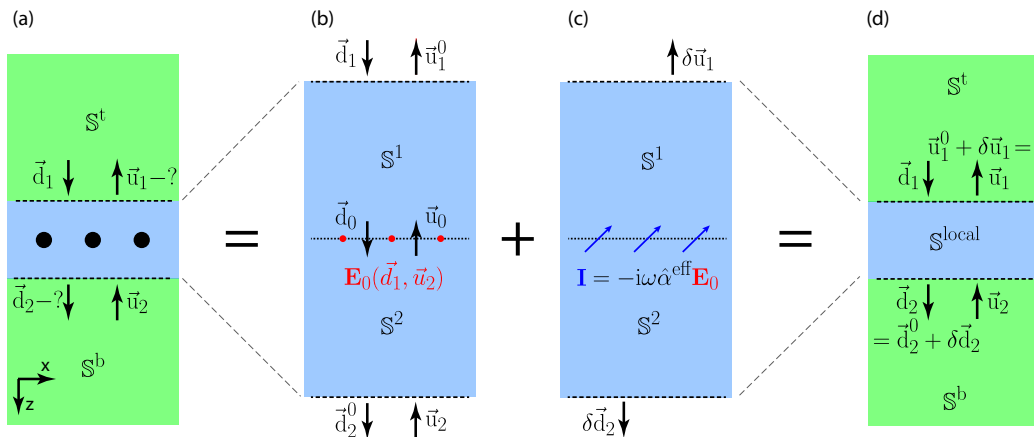 (a)
𝕊ᵗ
d⃗₁ u⃗₁–?
d⃗₂–? u⃗₂
𝕊ᵇ
x
z
=
(b)
d⃗₁ u⃗₁⁰
𝕊¹
d⃗₀ u⃗₀
E₀(d⃗₁, u⃗₂)
𝕊²
d⃗₂⁰ u⃗₂
+
(c)
δu⃗₁
𝕊¹
I = −iωα̂ᵉᶠᶠE₀
𝕊²
δd⃗₂
=
(d)
𝕊ᵗ
u⃗₁⁰ + δu⃗₁ =
d⃗₁ u⃗₁
𝕊ˡᵒᶜᵃˡ
d⃗₂ u⃗₂
= d⃗₂⁰ + δd⃗₂
𝕊ᵇ